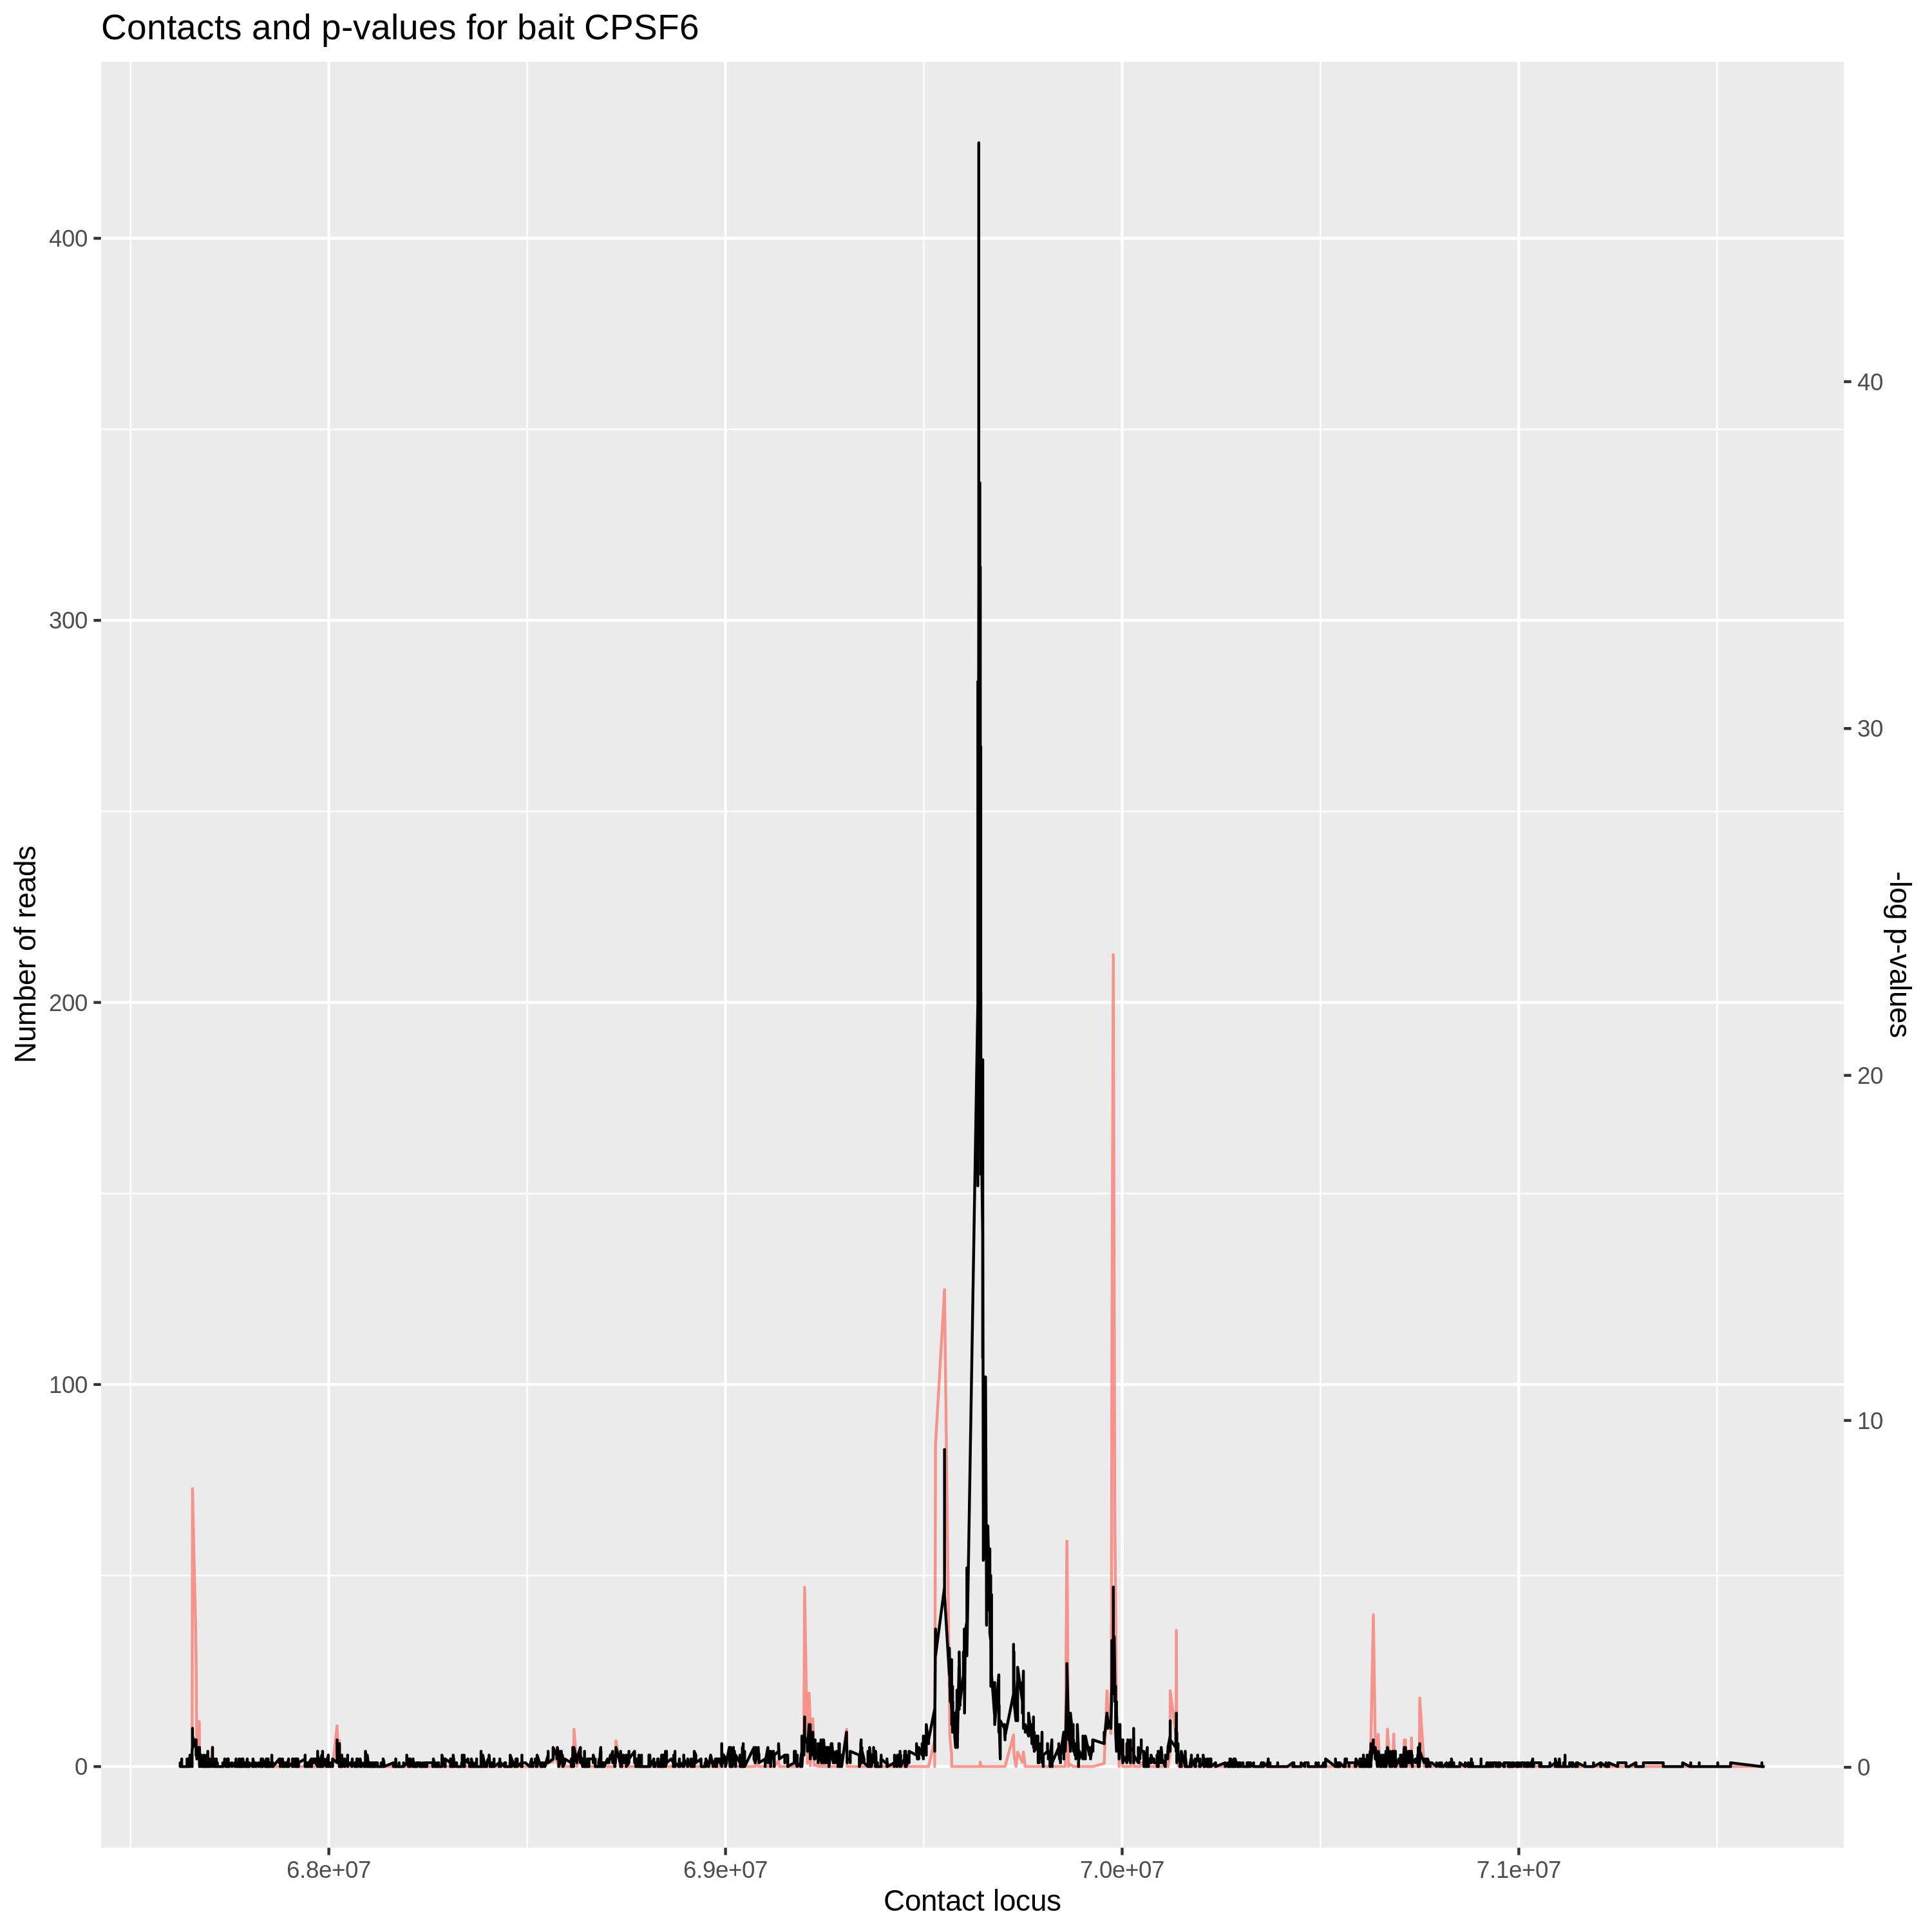 Contacts and p-values for bait CPSF6
400
300
200
100
0
Number of reads
40
30
20
10
0
-log p-values
6.8e+07
6.9e+07
7.0e+07
7.1e+07
Contact locus